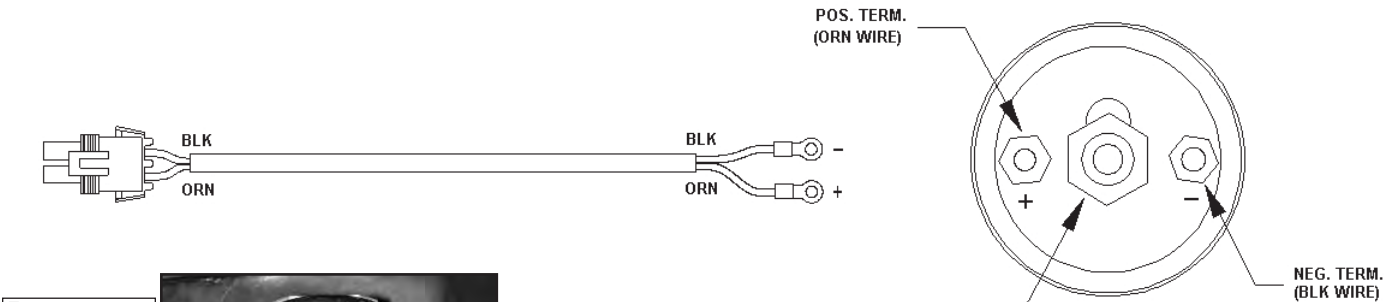 POS. TERM.
(ORN WIRE)
BLK
BLK
-
ORN
ORN
+
+
-
NEG. TERM.
(BLK WIRE)